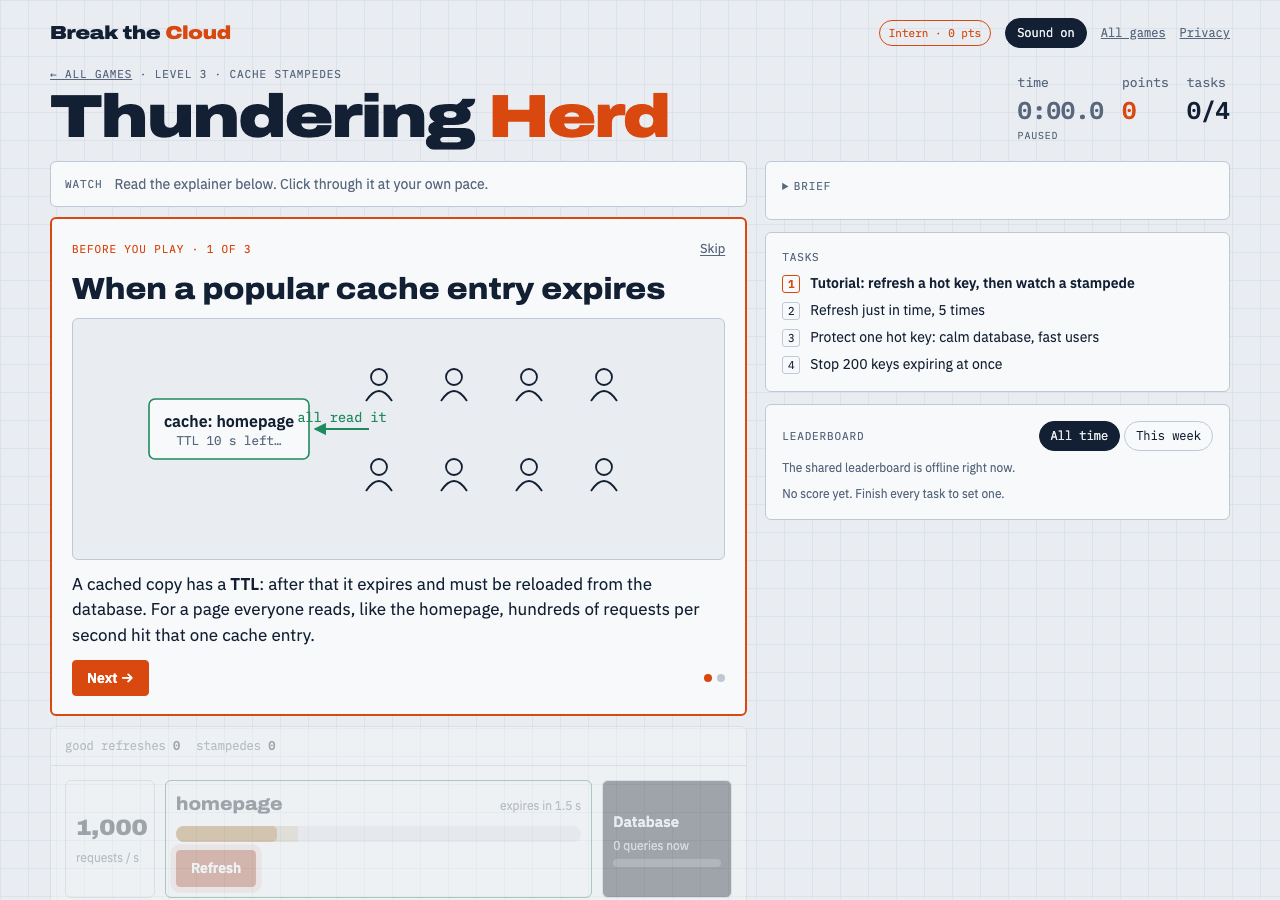 Break the Cloud
Intern · 0 pts
Sound on
All games
Privacy
← ALL GAMES · LEVEL 3 · CACHE STAMPEDES
Thundering Herd
time
0:00.0
PAUSED
points
0
tasks
0/4
WATCH Read the explainer below. Click through it at your own pace.
BEFORE YOU PLAY · 1 OF 3
Skip
When a popular cache entry expires
cache: homepage
TTL 10 s left…
all read it
A cached copy has a TTL: after that it expires and must be reloaded from the
database. For a page everyone reads, like the homepage, hundreds of requests per
second hit that one cache entry.
Next →
good refreshes 0 stampedes 0
1,000
requests / s
homepage
expires in 1.5 s
Refresh
Database
0 queries now
▶ BRIEF
TASKS
1 Tutorial: refresh a hot key, then watch a stampede
2 Refresh just in time, 5 times
3 Protect one hot key: calm database, fast users
4 Stop 200 keys expiring at once
LEADERBOARD
All time
This week
The shared leaderboard is offline right now.
No score yet. Finish every task to set one.